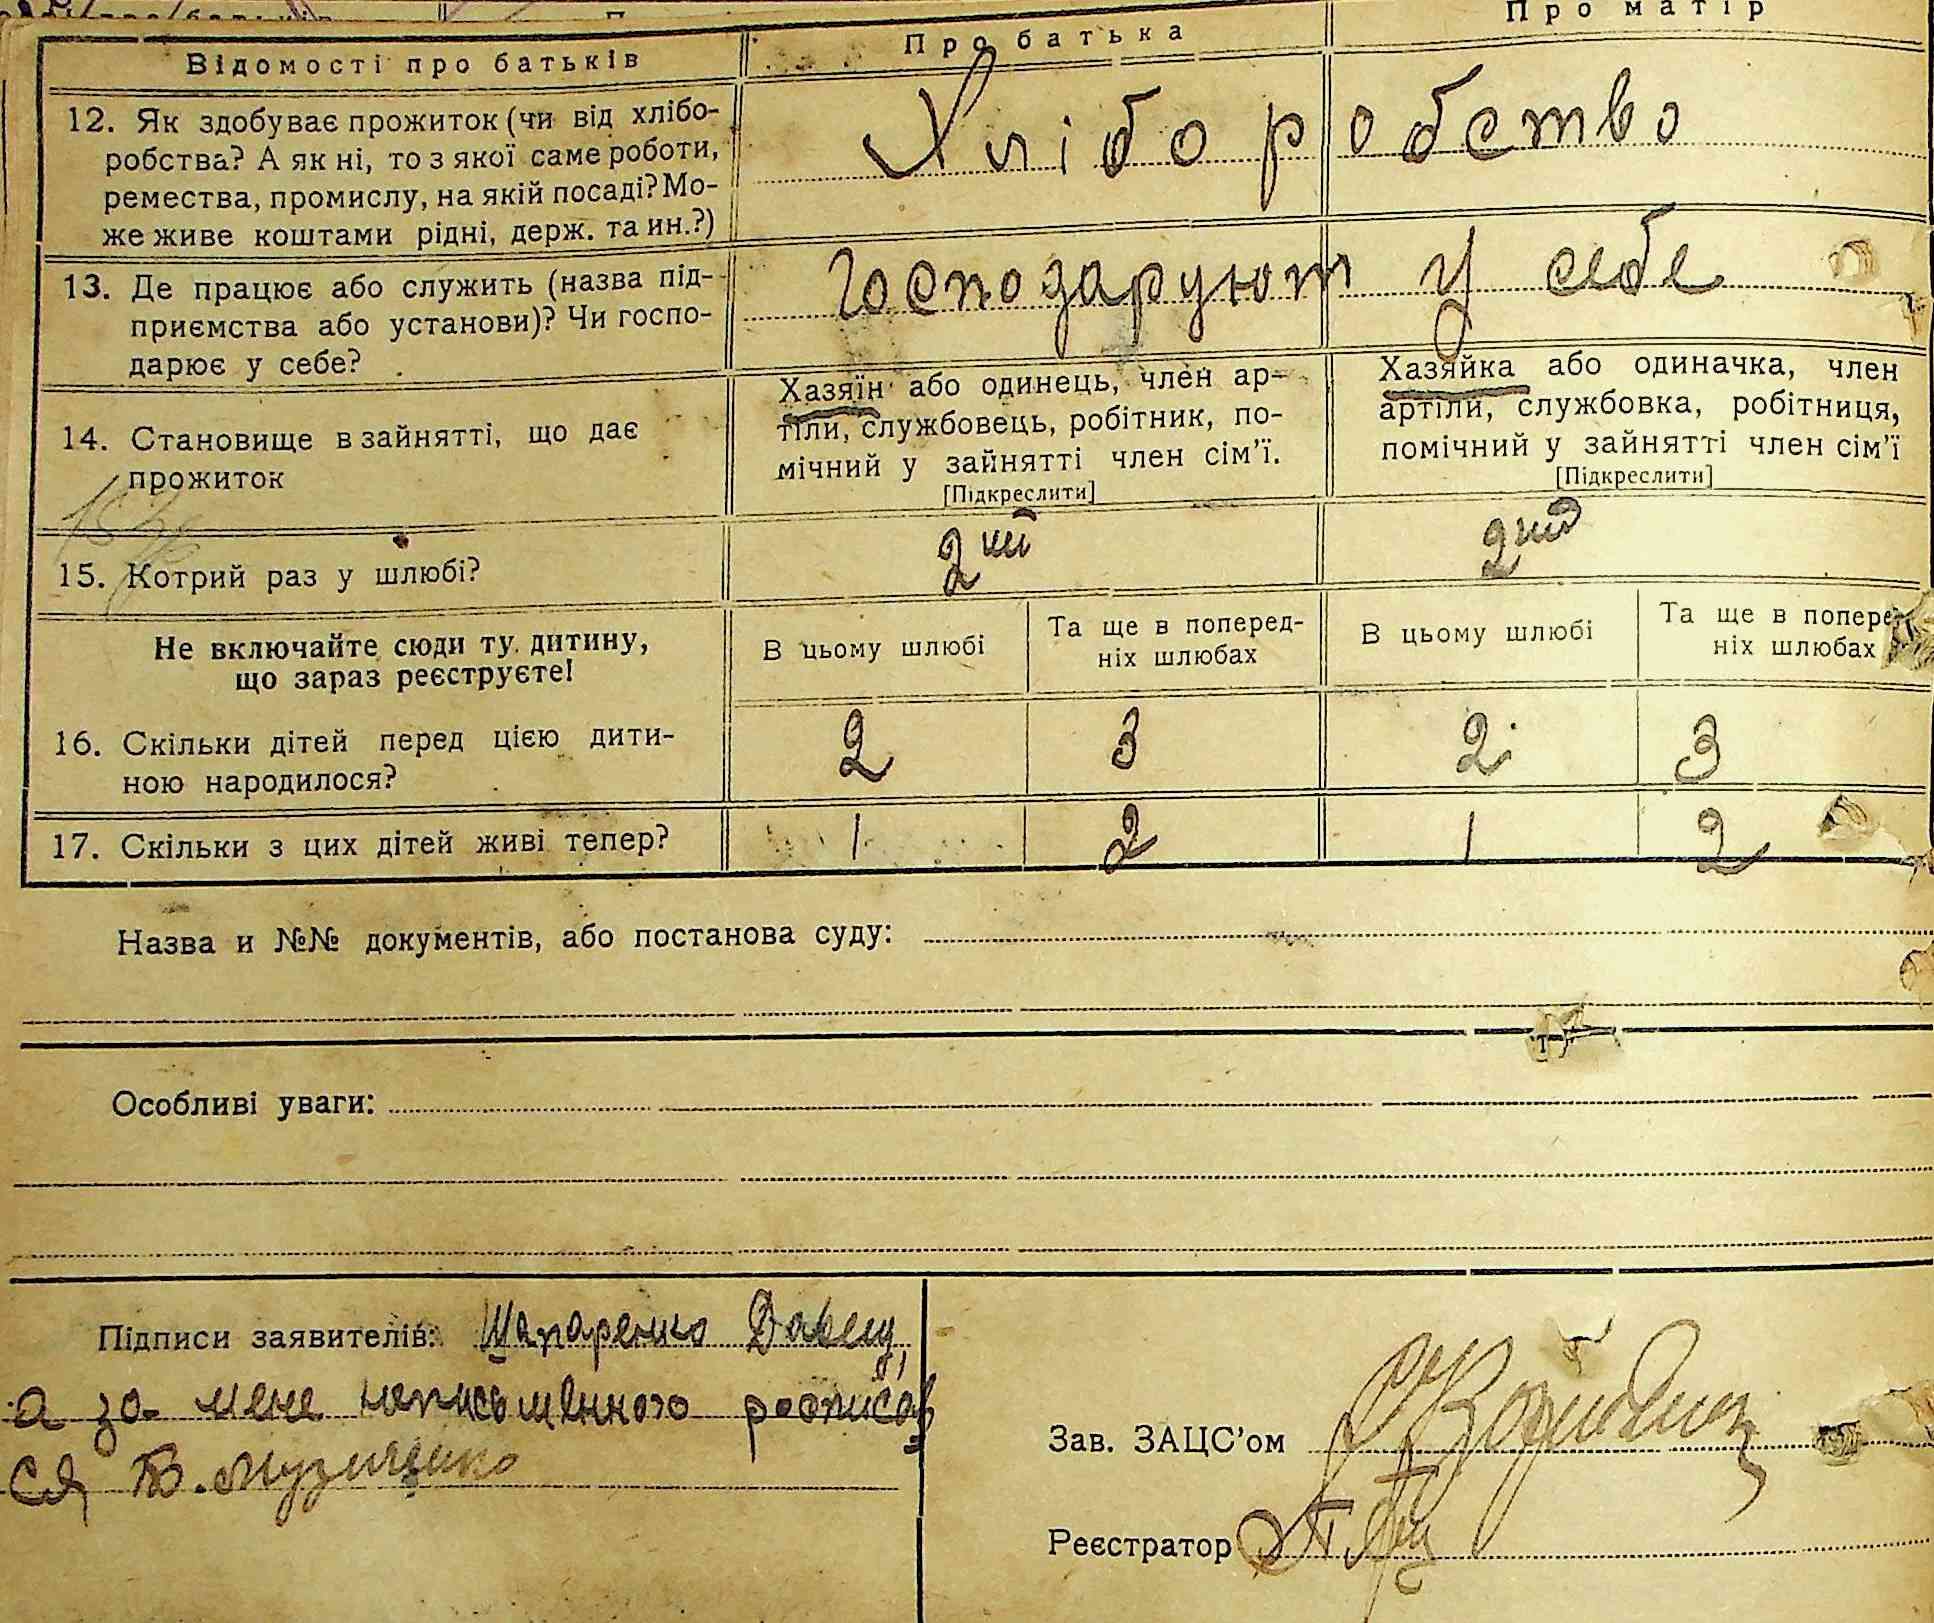 Відомості про батьків
Про батька
Про матір
12. Як здобуває прожиток (чи від хлібо-
робства? А як ні, то з якої саме роботи,
ремества, промислу, на якій посаді? Мо-
же живе коштами рідні, держ. та ин.?)
Хліборобство
13. Де працює або служить (назва під-
приємства або установи)? Чи госпо-
дарює у себе?
Господарують у себе
14. Становище в зайнятті, що дає
прожиток
Хазяїн або одинець, член ар-
тіли, службовець, робітник, по-
мічний у зайнятті член сім'ї.
[Підкреслити]
Хазяйка або одиначка, член
артіли, службовка, робітниця,
помічний у зайнятті член сім'ї
[Підкреслити]
15. Котрий раз у шлюбі?
2ий
2ий
Не включайте сюди ту дитину,
що зараз реєструєте!
В цьому шлюбі
Та ще в поперед-
ніх шлюбах
В цьому шлюбі
Та ще в попере
ніх шлюбах
16. Скільки дітей перед цією дити-
ною народилося?
2 3 2 3
17. Скільки з цих дітей живі тепер?
1 2 1 2
Назва и №№ документів, або постанова суду:
Особливі уваги:
Підписи заявителів: Шапаренко Давид,
а за мене неписьменного росписав
ся В. Музиченко
Зав. ЗАЦС'ом
Реєстратор